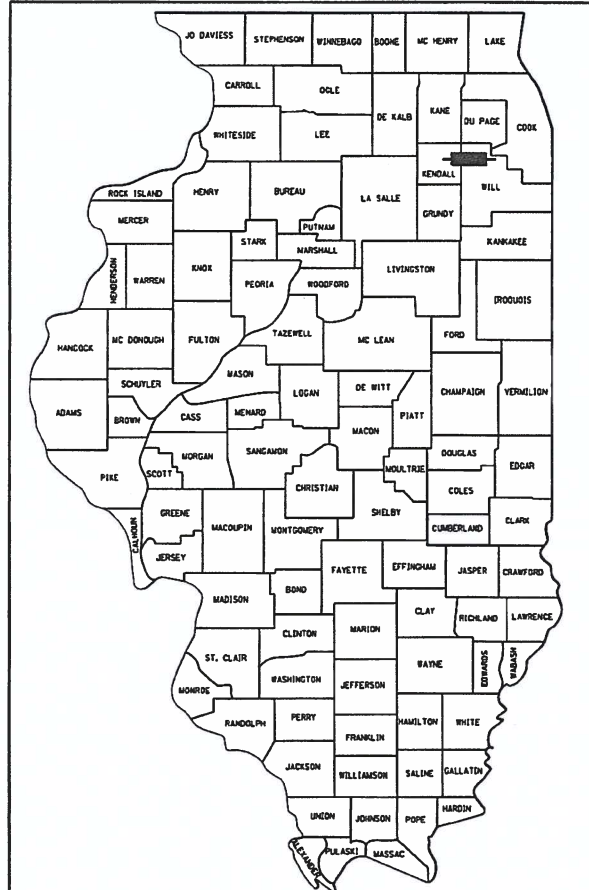 JO DAVIESS
STEPHENSON
WINNEBAGO
BOONE
MC HENRY
LAKE
CARROLL
OGLE
DE KALB
KANE
DU PAGE
COOK
WHITESIDE
LEE
KENDALL
WILL
ROCK ISLAND
HENRY
BUREAU
LA SALLE
GRUNDY
MERCER
PUTNAM
STARK
MARSHALL
KANKAKEE
HENDERSON
WARREN
KNOX
PEORIA
WOODFORD
LIVINGSTON
IROQUOIS
TAZEWELL
FORD
HANCOCK
MC DONOUGH
FULTON
MC LEAN
MASON
SCHUYLER
LOGAN
DE WITT
CHAMPAIGN
VERMILION
ADAMS
BROWN
CASS
MENARD
PIATT
MACON
MORGAN
SANGAMON
DOUGLAS
PIKE
SCOTT
MOULTRIE
EDGAR
CHRISTIAN
COLES
GREENE
MACOUPIN
MONTGOMERY
SHELBY
CUMBERLAND
CLARK
CALHOUN
JERSEY
FAYETTE
EFFINGHAM
JASPER
CRAWFORD
MADISON
BOND
CLAY
RICHLAND
LAWRENCE
MARION
CLINTON
ST. CLAIR
WAYNE
EDWARDS
WABASH
WASHINGTON
JEFFERSON
MONROE
RANDOLPH
PERRY
HAMILTON
WHITE
FRANKLIN
JACKSON
WILLIAMSON
SALINE
GALLATIN
UNION
JOHNSON
POPE
HARDIN
ALEXANDER
PULASKI
MASSAC